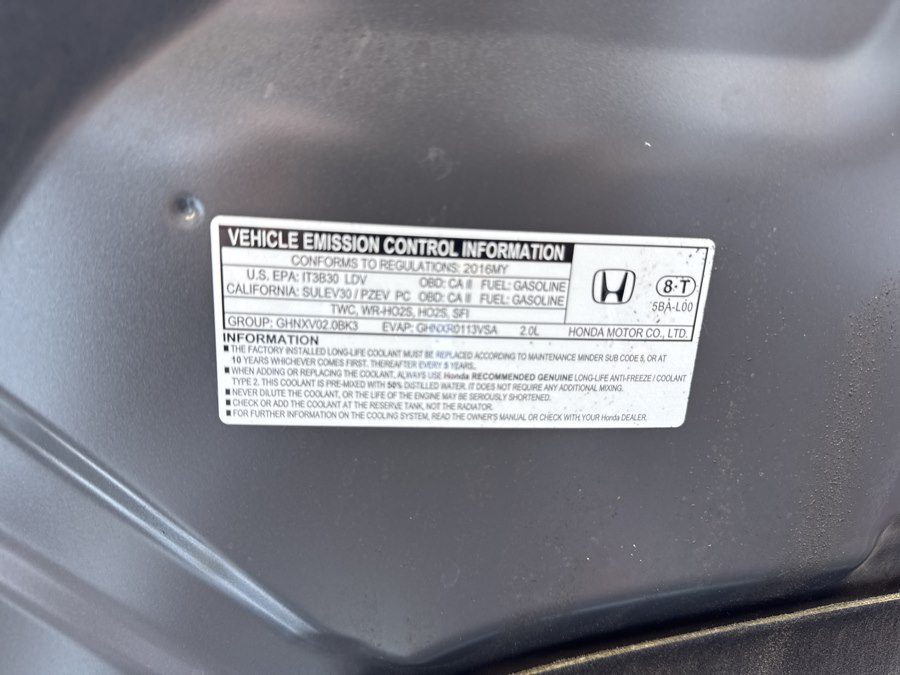 VEHICLE EMISSION CONTROL INFORMATION
CONFORMS TO REGULATIONS: 2016MY
U.S. EPA: IT3B30 LDV OBD: CA II FUEL: GASOLINE
CALIFORNIA: SULEV30 / PZEV PC OBD: CA II FUEL: GASOLINE
TWC, WR-HO2S, HO2S, SFI
GROUP: GHNXV02.0BK3 EVAP: GHNXR0113VSA 2.0L
8·T
5BA-L00
HONDA MOTOR CO., LTD.
INFORMATION
■ THE FACTORY INSTALLED LONG-LIFE COOLANT MUST BE REPLACED ACCORDING TO MAINTENANCE MINDER SUB CODE 5, OR AT
10 YEARS WHICHEVER COMES FIRST. THEREAFTER EVERY 5 YEARS.
■ WHEN ADDING OR REPLACING THE COOLANT, ALWAYS USE Honda RECOMMENDED GENUINE LONG-LIFE ANTI-FREEZE / COOLANT
TYPE 2. THIS COOLANT IS PRE-MIXED WITH 50% DISTILLED WATER. IT DOES NOT REQUIRE ANY ADDITIONAL MIXING.
■ NEVER DILUTE THE COOLANT, OR THE LIFE OF THE ENGINE MAY BE SERIOUSLY SHORTENED.
■ CHECK OR ADD THE COOLANT AT THE RESERVE TANK, NOT THE RADIATOR.
■ FOR FURTHER INFORMATION ON THE COOLING SYSTEM, READ THE OWNER'S MANUAL OR CHECK WITH YOUR Honda DEALER.